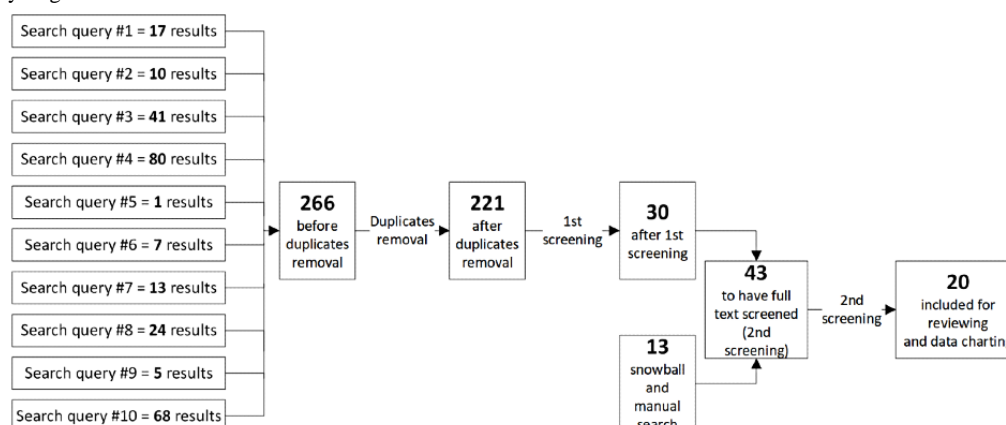 Search query #1 = 17 results
Search query #2 = 10 results
Search query #3 = 41 results
Search query #4 = 80 results
Search query #5 = 1 results
Search query #6 = 7 results
Search query #7 = 13 results
Search query #8 = 24 results
Search query #9 = 5 results
Search query #10 = 68 results
266
before
duplicates
removal
Duplicates
removal
221
after
duplicates
removal
1st
screening
30
after 1st
screening
13
snowball
and
manual
search
43
to have full
text screened
(2nd
screening)
2nd
screening
20
included for
reviewing
and data chartin